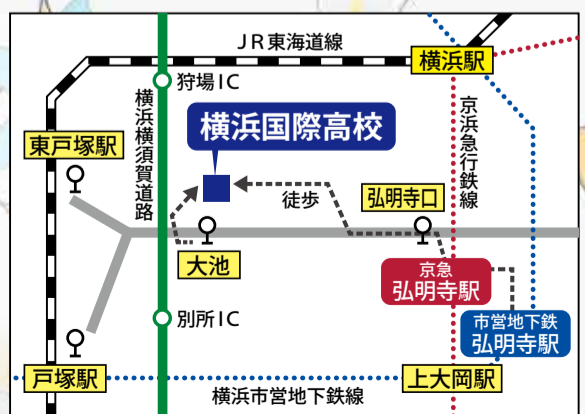 JR東海道線
横浜駅
狩場IC
横浜横須賀道路
横浜国際高校
京浜急行鉄線
東戸塚駅
徒歩
弘明寺口
大池
京急
弘明寺駅
別所IC
市営地下鉄
弘明寺駅
戸塚駅
上大岡駅
横浜市営地下鉄線